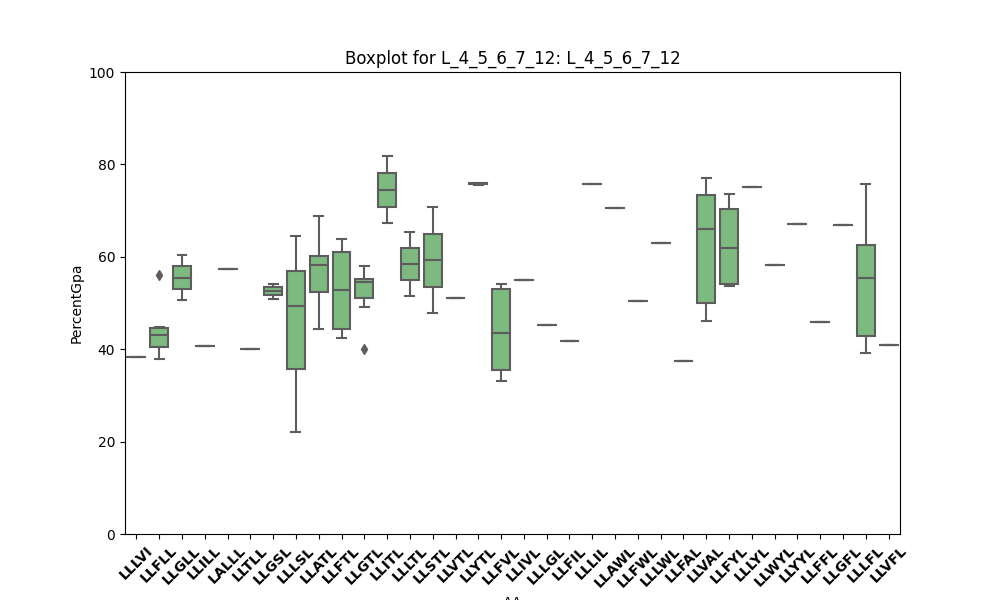 Boxplot for L_4_5_6_7_12: L_4_5_6_7_12
PercentGpa
100
80
60
40
20
0
LLLVI
LLFLL
LLGLL
LLILL
LALLL
LLTLL
LLGSL
LLLSL
LLATL
LLFTL
LLGTL
LLITL
LLLTL
LLSTL
LLVTL
LLYTL
LLFVL
LLIVL
LLLGL
LLFIL
LLLIL
LLAWL
LLFWL
LLLWL
LLFAL
LLVAL
LLFYL
LLLYL
LLWYL
LLYYL
LLFFL
LLGFL
LLLFL
LLVFL